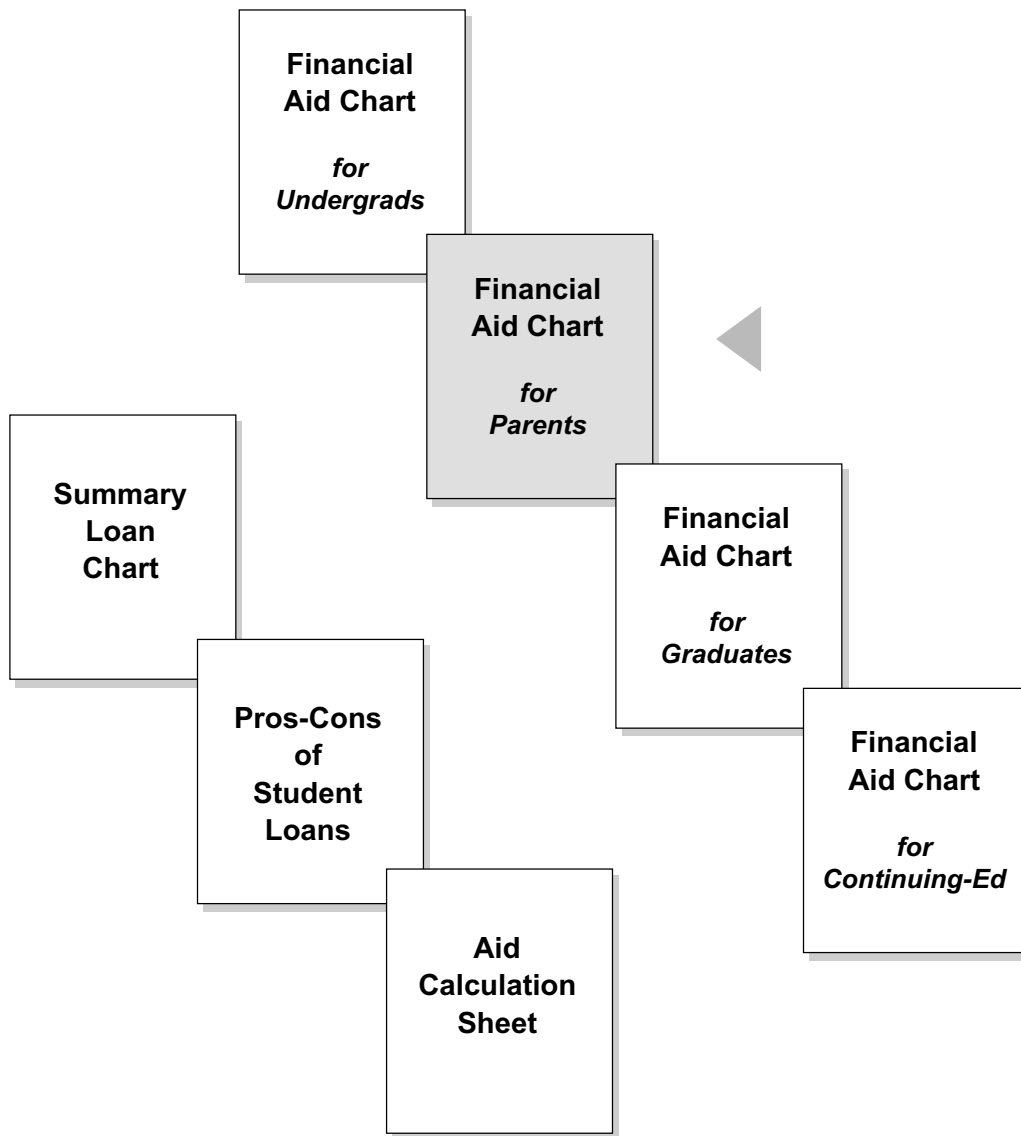 Financial
Aid Chart
for
Undergrads
Financial
Aid Chart
for
Parents
Financial
Aid Chart
for
Graduates
Financial
Aid Chart
for
Continuing-Ed
Summary
Loan
Chart
Pros-Cons
of
Student
Loans
Aid
Calculation
Sheet